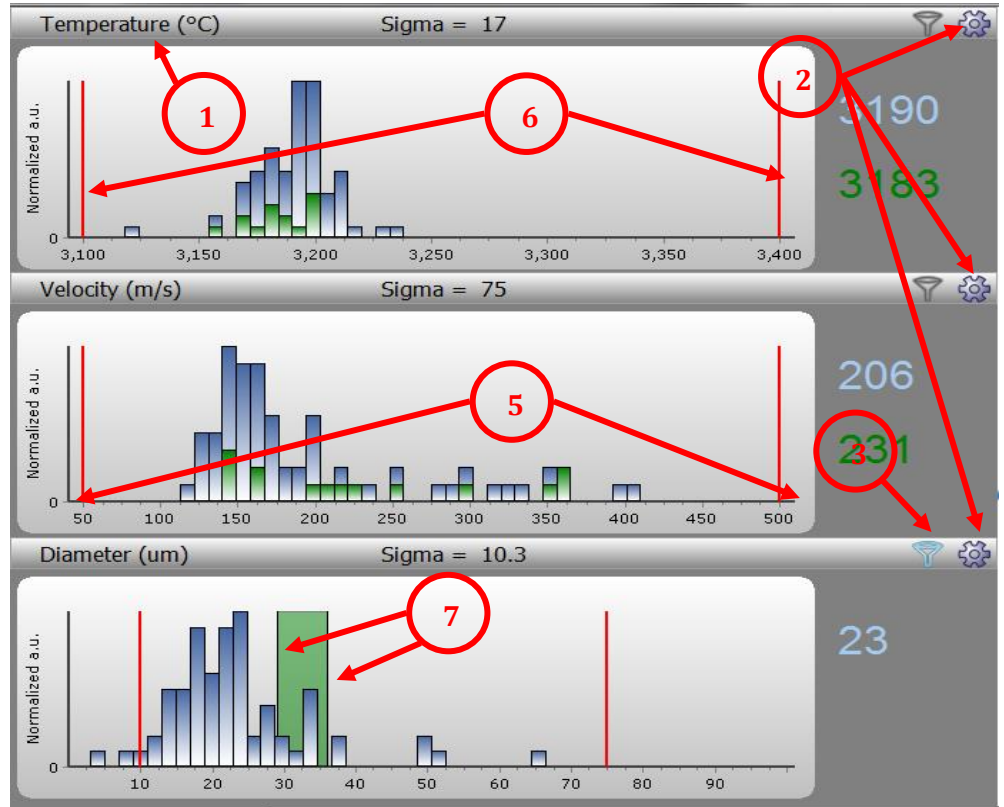 Temperature (°C) Sigma = 17
1
2
6
3190
3183
Normalized a.u.
0
3,100 3,150 3,200 3,250 3,300 3,350 3,400
Velocity (m/s) Sigma = 75
206
5
231
3
Normalized a.u.
0
50 100 150 200 250 300 350 400 450 500
Diameter (um) Sigma = 10.3
7
23
Normalized a.u.
0
10 20 30 40 50 60 70 80 90